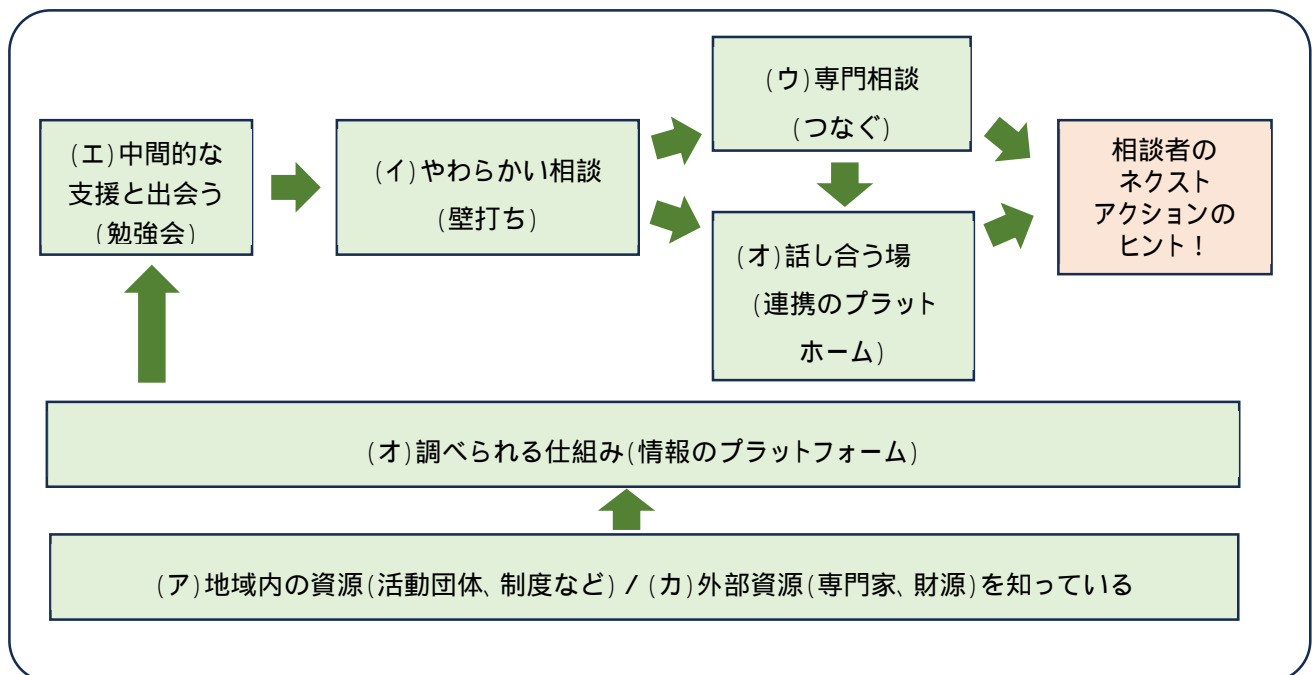 (エ)中間的な
支援と出会う
(勉強会)
(イ)やわらかい相談
(壁打ち)
(ウ)専門相談
(つなぐ)
(オ)話し合う場
(連携のプラット
ホーム)
相談者の
ネクスト
アクションの
ヒント！
(オ)調べられる仕組み(情報のプラットフォーム)
(ア)地域内の資源(活動団体、制度など) / (カ)外部資源(専門家、財源)を知っている